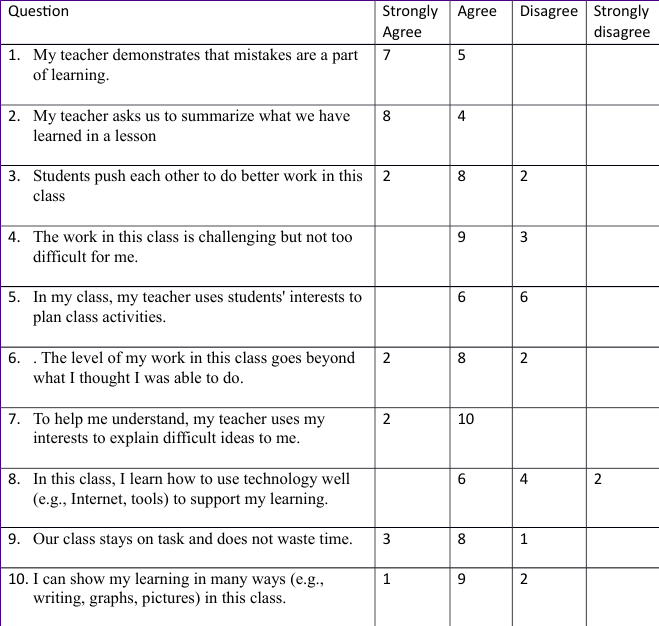 Question Strongly Agree Disagree Strongly
Agree disagree
1. My teacher demonstrates that mistakes are a part 7 5
of learning.
2. My teacher asks us to summarize what we have 8 4
learned in a lesson
3. Students push each other to do better work in this 2 8 2
class
4. The work in this class is challenging but not too 9 3
difficult for me.
5. In my class, my teacher uses students' interests to 6 6
plan class activities.
6. . The level of my work in this class goes beyond 2 8 2
what I thought I was able to do.
7. To help me understand, my teacher uses my 2 10
interests to explain difficult ideas to me.
8. In this class, I learn how to use technology well 6 4 2
(e.g., Internet, tools) to support my learning.
9. Our class stays on task and does not waste time. 3 8 1
10. I can show my learning in many ways (e.g., 1 9 2
writing, graphs, pictures) in this class.